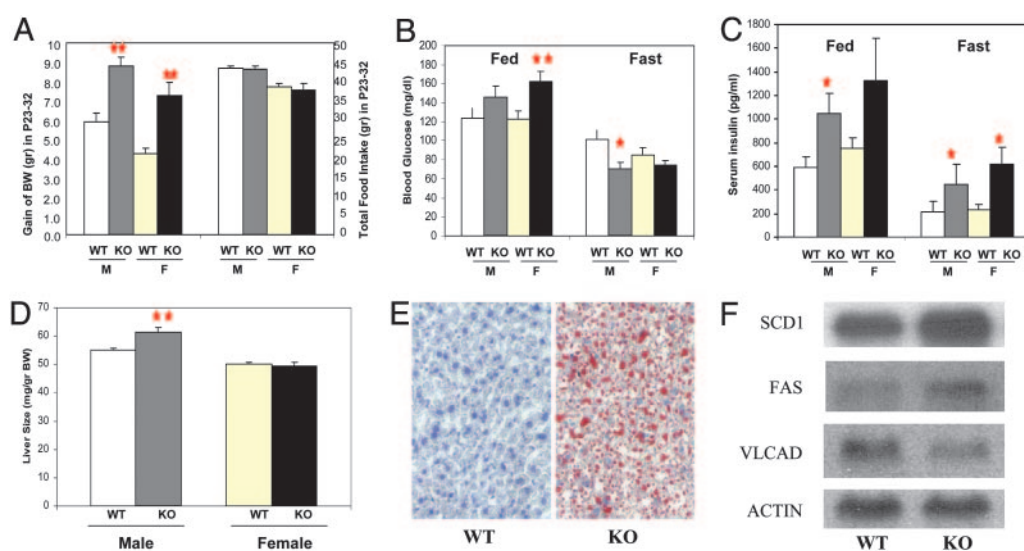 A
Gain of BW (gr) in P23-32
10.0
9.0
8.0
7.0
6.0
5.0
4.0
3.0
2.0
1.0
0.0
50
45
40
35
30
25
20
15
10
5
0
Total Food Intake (gr) in P23-32
WT KO WT KO
M F
WT KO WT KO
M F
B
Blood Glucose (mg/dl)
200
180
160
140
120
100
80
60
40
20
0
Fed
Fast
WT KO WT KO
M F
WT KO WT KO
M F
C
Serum insulin (pg/ml)
1800
1600
1400
1200
1000
800
600
400
200
0
Fed
Fast
WT KO WT KO
M F
WT KO WT KO
M F
D
Liver Size (mg/gr BW)
70
60
50
40
30
20
10
0
WT KO
WT KO
Male
Female
E
WT
KO
F
SCD1
FAS
VLCAD
ACTIN
WT
KO